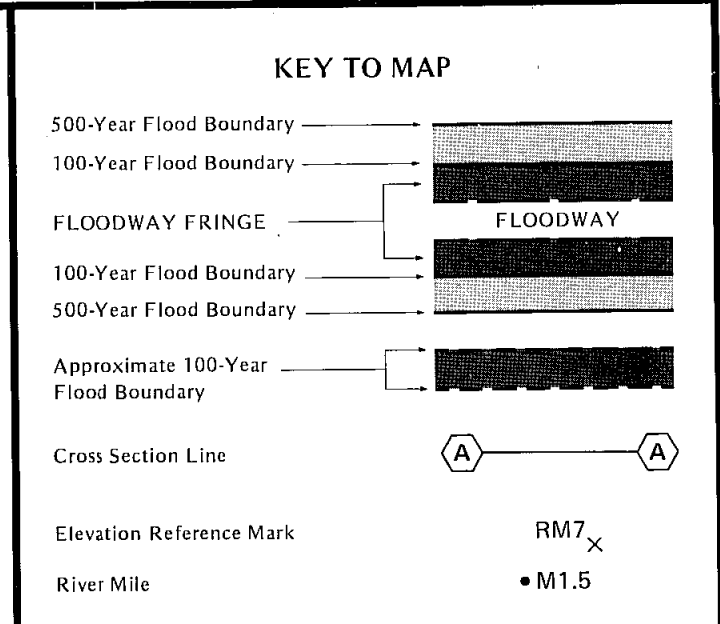 KEY TO MAP
500-Year Flood Boundary
100-Year Flood Boundary
FLOODWAY FRINGE
FLOODWAY
100-Year Flood Boundary
500-Year Flood Boundary
Approximate 100-Year
Flood Boundary
Cross Section Line
A A
Elevation Reference Mark
RM7
River Mile
M1.5